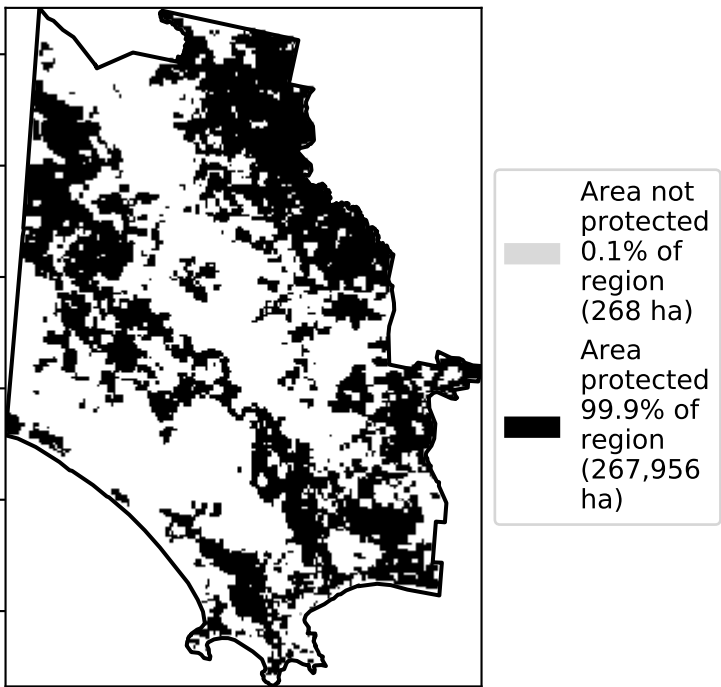 Area not
protected
0.1% of
region
(268 ha)
Area
protected
99.9% of
region
(267,956
ha)